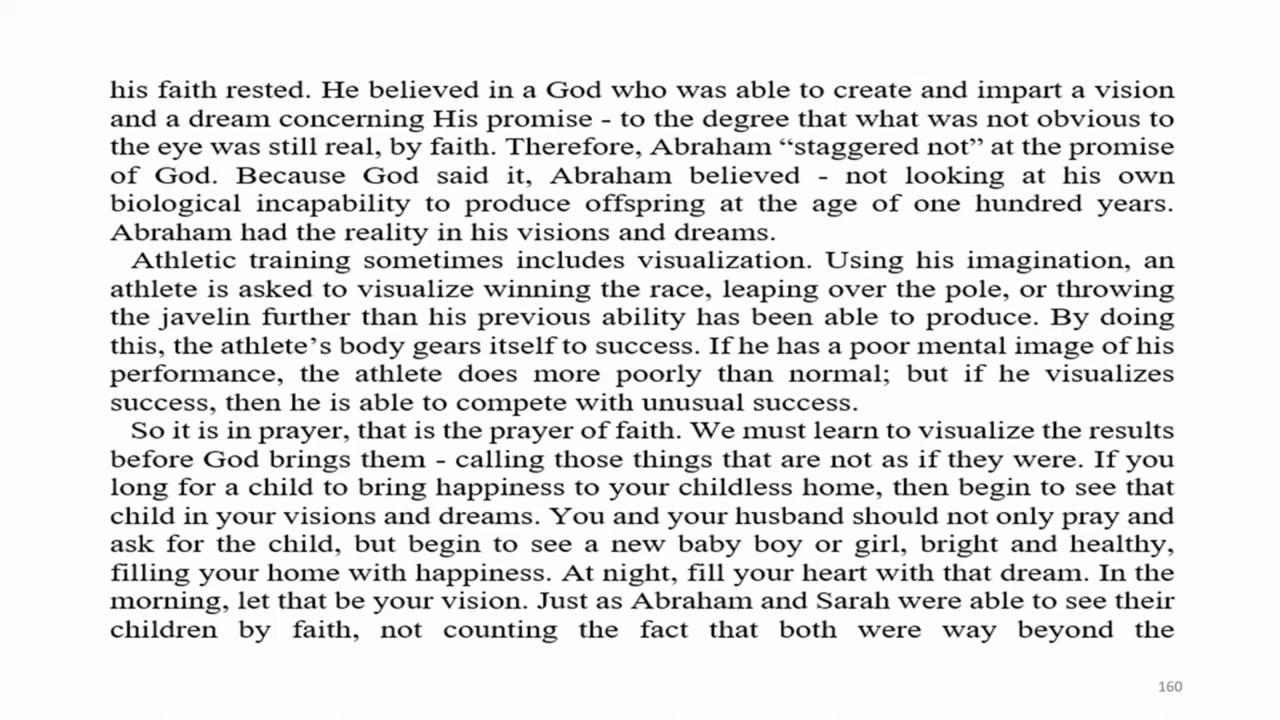 his faith rested. He believed in a God who was able to create and impart a vision
and a dream concerning His promise - to the degree that what was not obvious to
the eye was still real, by faith. Therefore, Abraham “staggered not” at the promise
of God. Because God said it, Abraham believed - not looking at his own
biological incapability to produce offspring at the age of one hundred years.
Abraham had the reality in his visions and dreams.
Athletic training sometimes includes visualization. Using his imagination, an
athlete is asked to visualize winning the race, leaping over the pole, or throwing
the javelin further than his previous ability has been able to produce. By doing
this, the athlete’s body gears itself to success. If he has a poor mental image of his
performance, the athlete does more poorly than normal; but if he visualizes
success, then he is able to compete with unusual success.
So it is in prayer, that is the prayer of faith. We must learn to visualize the results
before God brings them - calling those things that are not as if they were. If you
long for a child to bring happiness to your childless home, then begin to see that
child in your visions and dreams. You and your husband should not only pray and
ask for the child, but begin to see a new baby boy or girl, bright and healthy,
filling your home with happiness. At night, fill your heart with that dream. In the
morning, let that be your vision. Just as Abraham and Sarah were able to see their
children by faith, not counting the fact that both were way beyond the
160